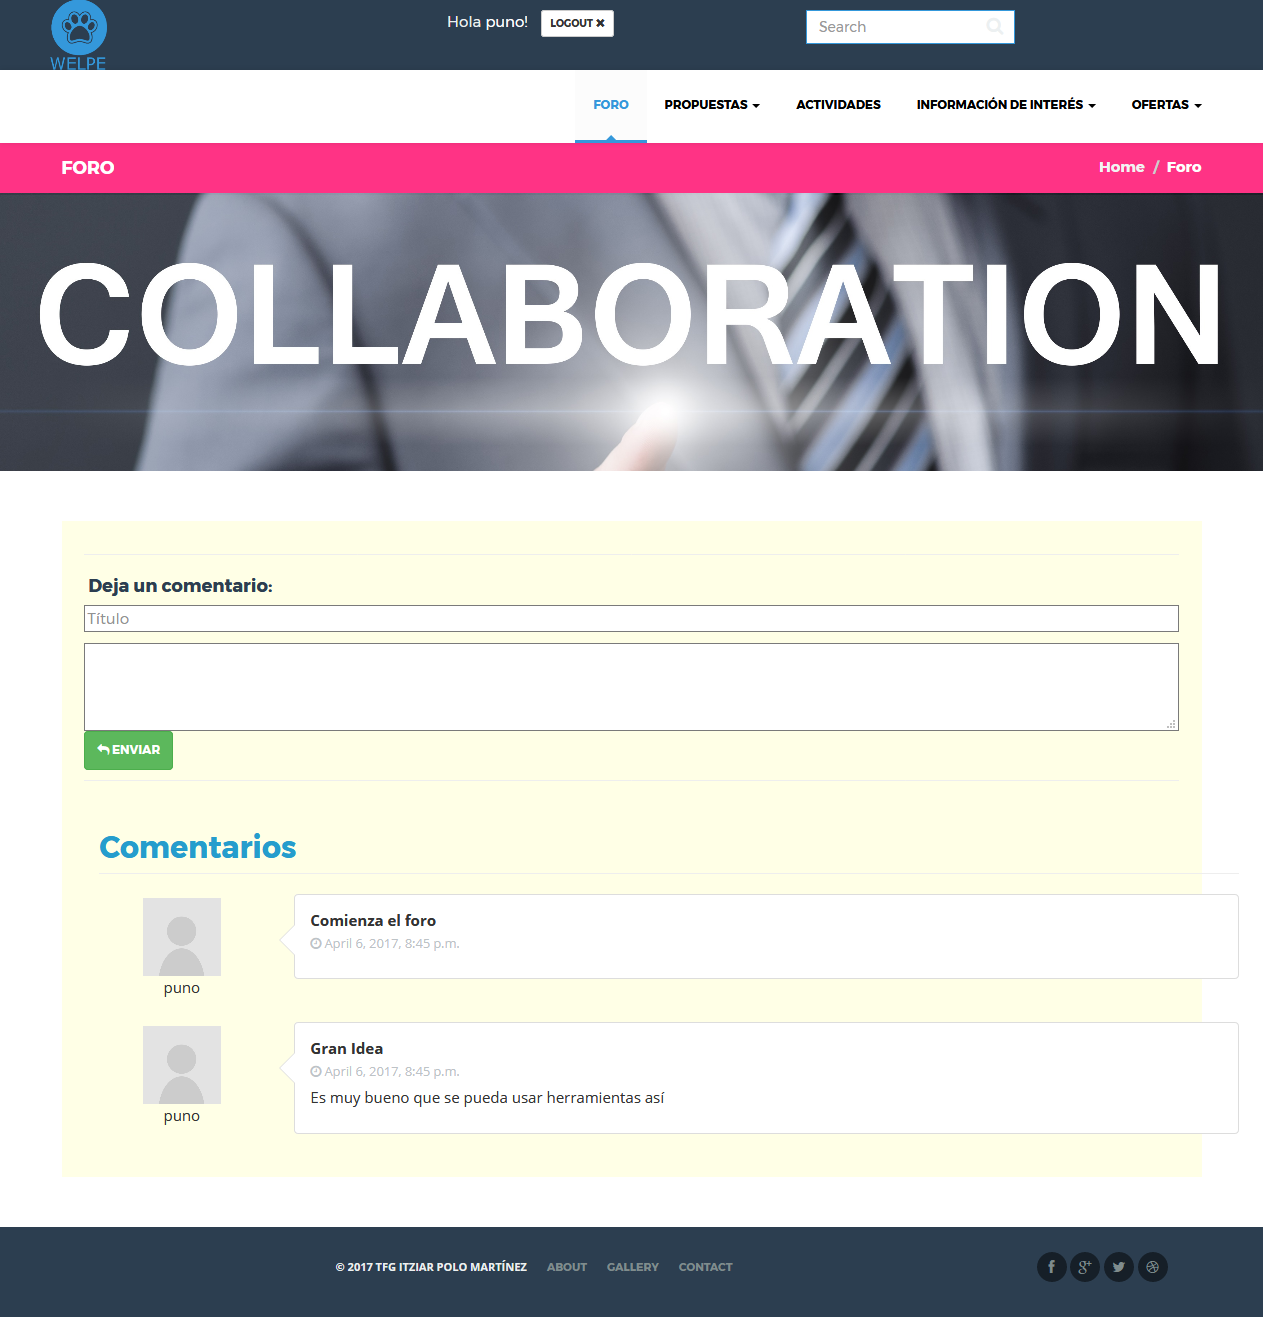 WELPE
Hola puno!
LOGOUT ✖
Search
FORO
PROPUESTAS
ACTIVIDADES
INFORMACIÓN DE INTERÉS
OFERTAS
FORO
Home / Foro
COLLABORATION
Deja un comentario:
Título
ENVIAR
Comentarios
Comienza el foro
April 6, 2017, 8:45 p.m.
puno
Gran Idea
April 6, 2017, 8:45 p.m.
Es muy bueno que se pueda usar herramientas así
puno
© 2017 TFG ITZIAR POLO MARTÍNEZ ABOUT GALLERY CONTACT